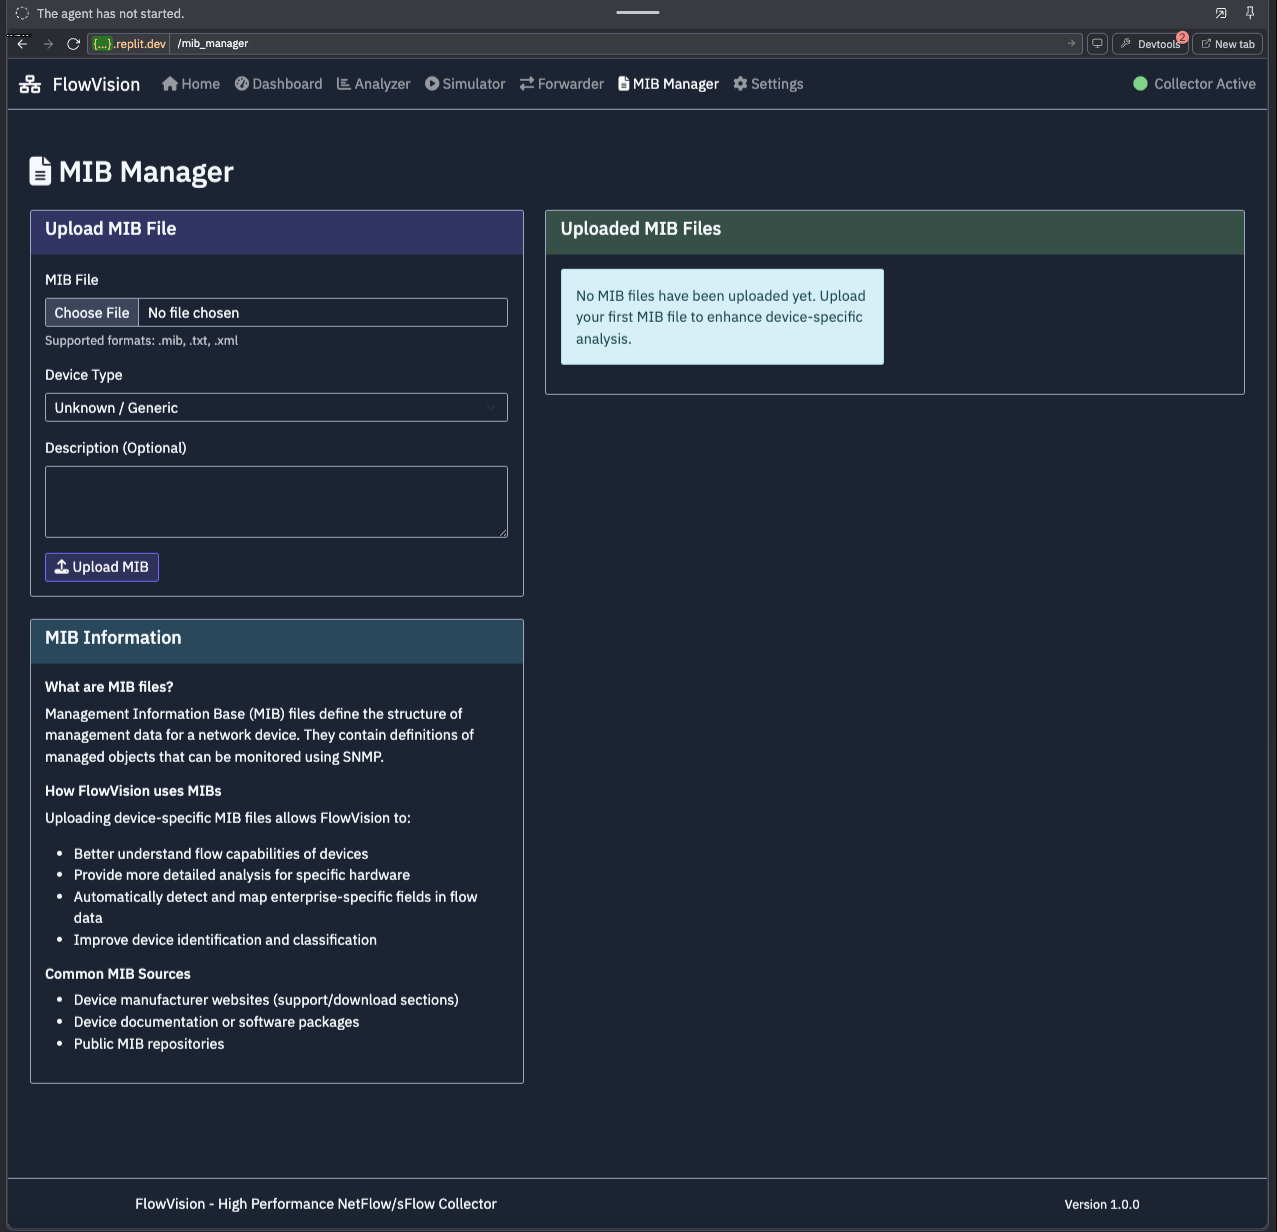 The agent has not started.
{...}.replit.dev /mib_manager Devtools 2 New tab
FlowVision Home Dashboard Analyzer Simulator Forwarder MIB Manager Settings Collector Active
MIB Manager
Upload MIB File
MIB File
Choose File No file chosen
Supported formats: .mib, .txt, .xml
Device Type
Unknown / Generic
Description (Optional)
Upload MIB
Uploaded MIB Files
No MIB files have been uploaded yet. Upload
your first MIB file to enhance device-specific
analysis.
MIB Information
What are MIB files?
Management Information Base (MIB) files define the structure of
management data for a network device. They contain definitions of
managed objects that can be monitored using SNMP.
How FlowVision uses MIBs
Uploading device-specific MIB files allows FlowVision to:
• Better understand flow capabilities of devices
• Provide more detailed analysis for specific hardware
• Automatically detect and map enterprise-specific fields in flow
data
• Improve device identification and classification
Common MIB Sources
• Device manufacturer websites (support/download sections)
• Device documentation or software packages
• Public MIB repositories
FlowVision - High Performance NetFlow/sFlow Collector
Version 1.0.0